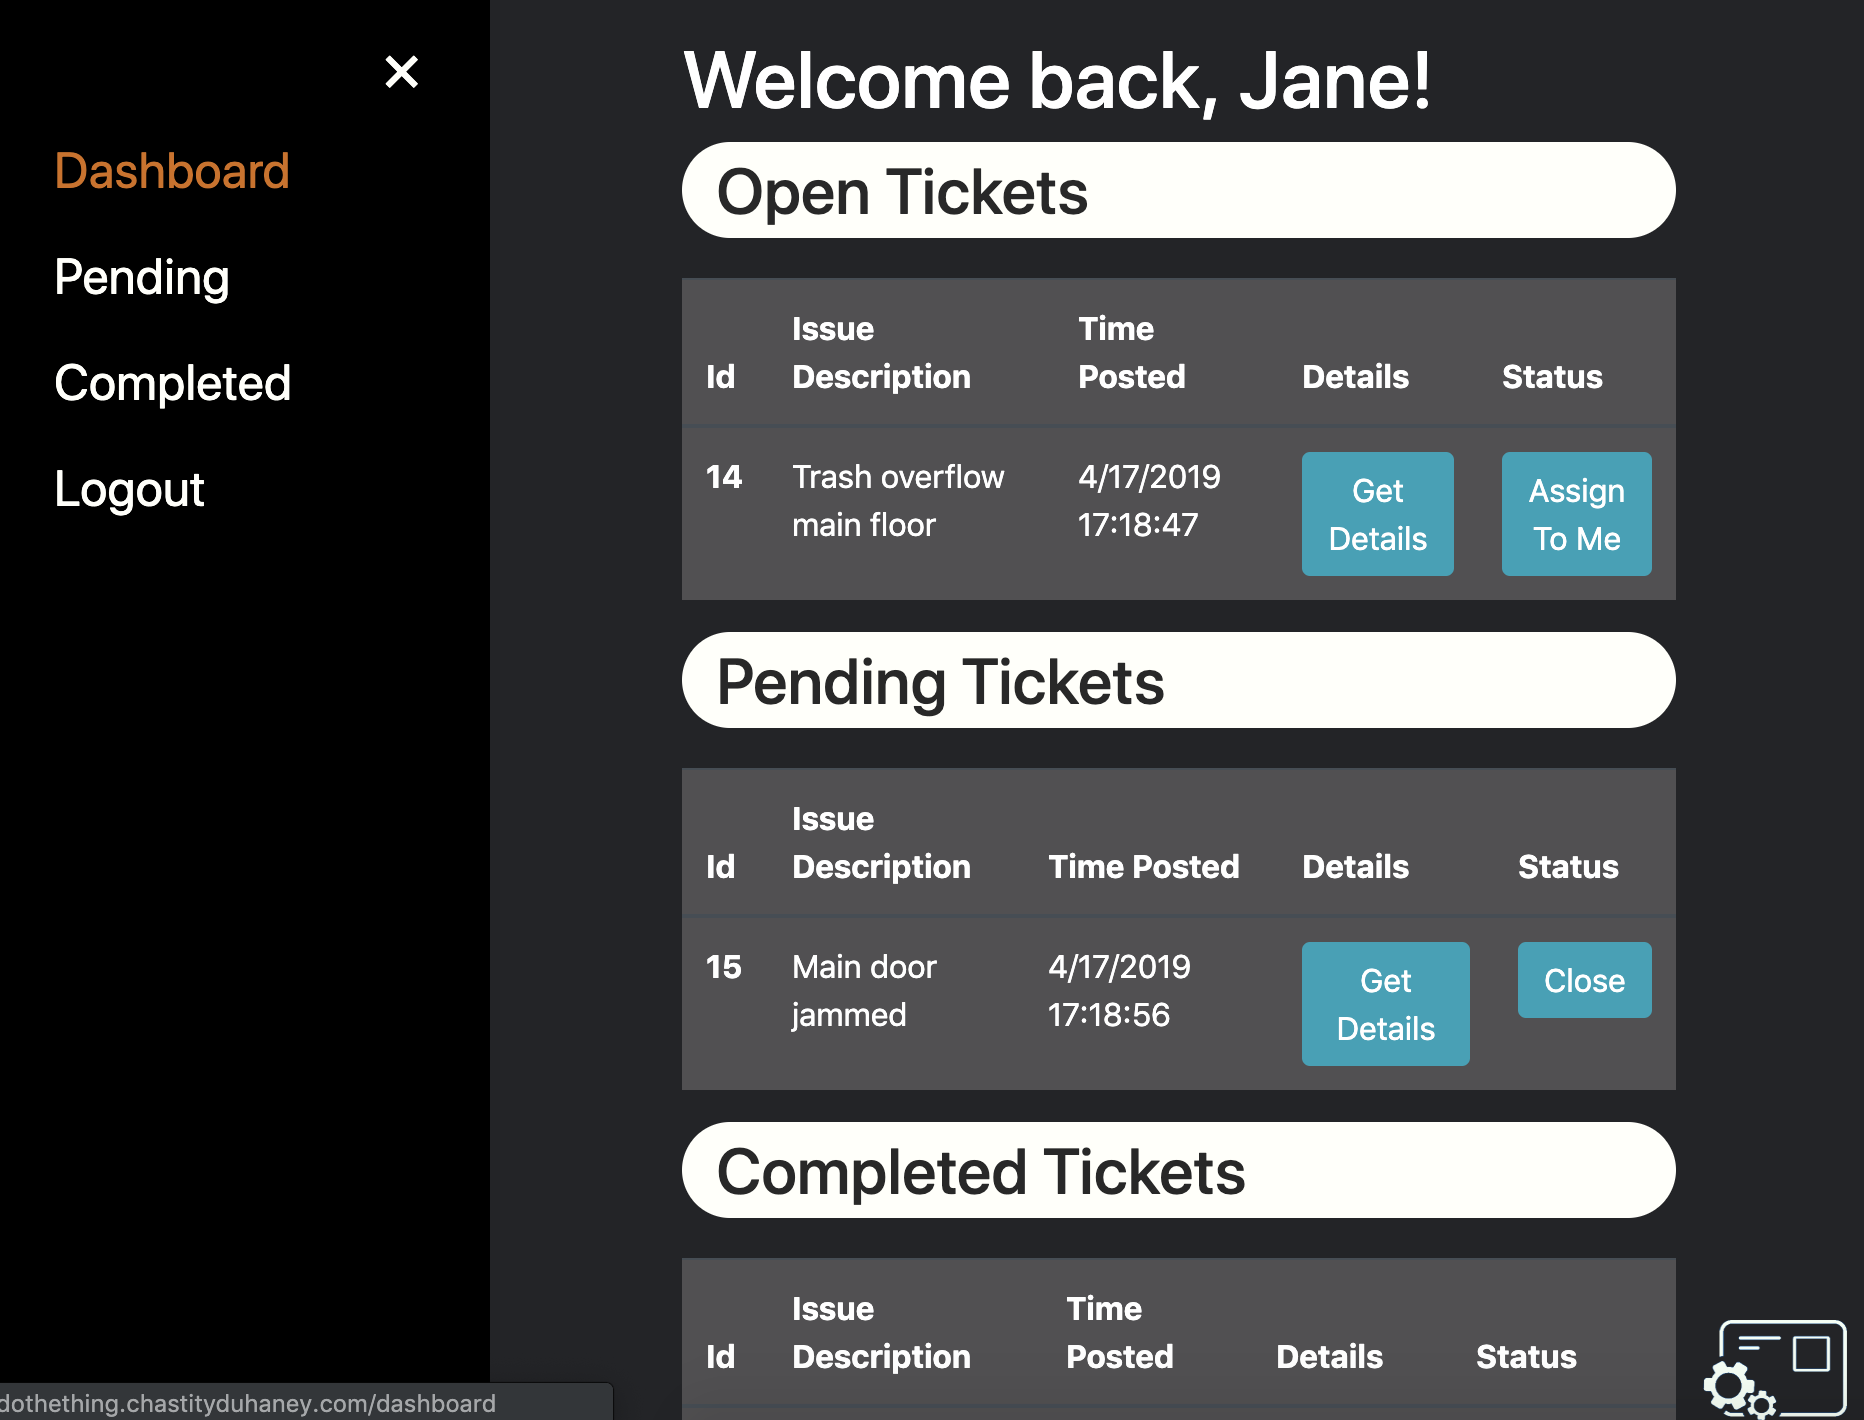 ×
Dashboard
Pending
Completed
Logout
Welcome back, Jane!
Open Tickets
Id
Issue
Description
Time
Posted
Details
Status
14
Trash overflow
main floor
4/17/2019
17:18:47
Get
Details
Assign
To Me
Pending Tickets
Id
Issue
Description
Time Posted
Details
Status
15
Main door
jammed
4/17/2019
17:18:56
Get
Details
Close
Completed Tickets
Id
Issue
Description
Time
Posted
Details
Status
dothething.chastityduhaney.com/dashboard